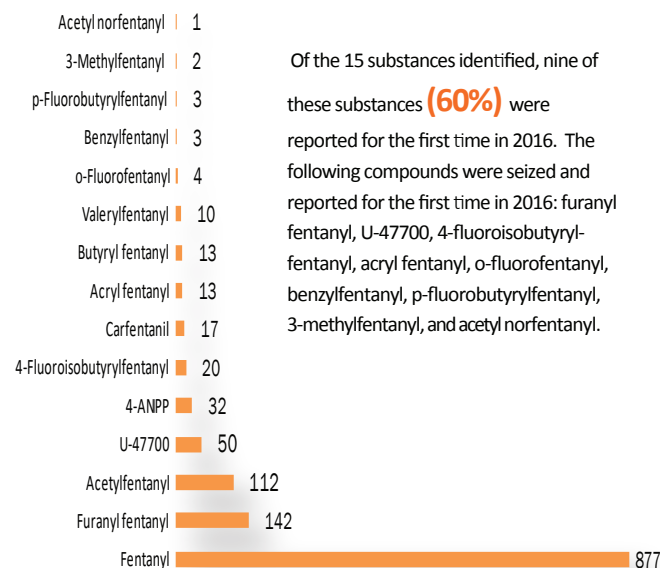 Acetyl norfentanyl 1
3-Methylfentanyl 2
p-Fluorobutyrylfentanyl 3
Benzylfentanyl 3
o-Fluorofentanyl 4
Valerylfentanyl 10
Butyryl fentanyl 13
Acryl fentanyl 13
Carfentanil 17
4-Fluoroisobutyrylfentanyl 20
4-ANPP 32
U-47700 50
Acetylfentanyl 112
Furanyl fentanyl 142
Fentanyl 877
Of the 15 substances identified, nine of
these substances (60%) were
reported for the first time in 2016. The
following compounds were seized and
reported for the first time in 2016: furanyl
fentanyl, U-47700, 4-fluoroisobutyryl-
fentanyl, acryl fentanyl, o-fluorofentanyl,
benzylfentanyl, p-fluorobutyrylfentanyl,
3-methylfentanyl, and acetyl norfentanyl.